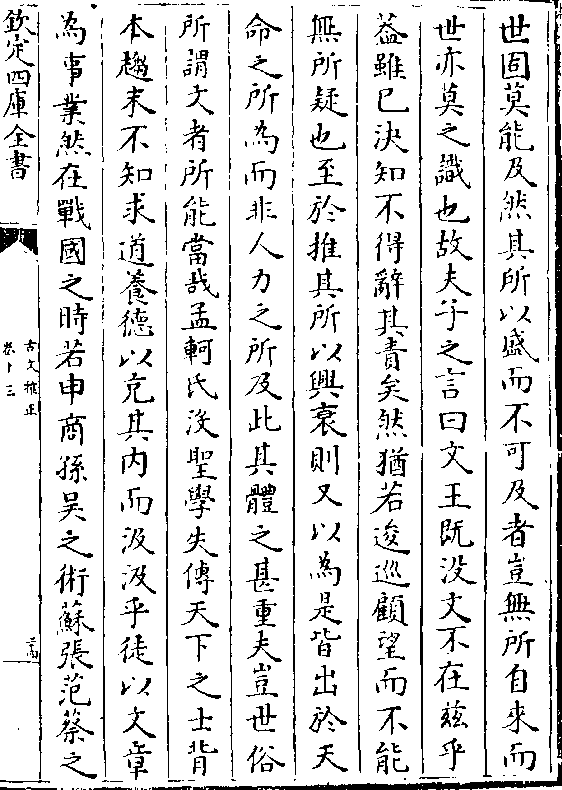 世固莫能及然其所以盛而不可及者豈無所自來而
世亦莫之識也故夫子之言曰文王既没文不在兹乎
葢雖已決知不得辭其責矣然猶若逡巡顧望而不能
無所疑也至於推其所以興衰則又以為是皆出於天
命之所為而非人力之所及此其體之甚重夫豈世俗
所謂文者所能當哉孟軻氏没聖學失傳天下之士背
本趨末不知求道養德以充其内而汲汲乎徒以文章
為事業然在戰國之時若申商孫吴之術蘇張范蔡之
欽定四庫全書
古文雅正
卷十三